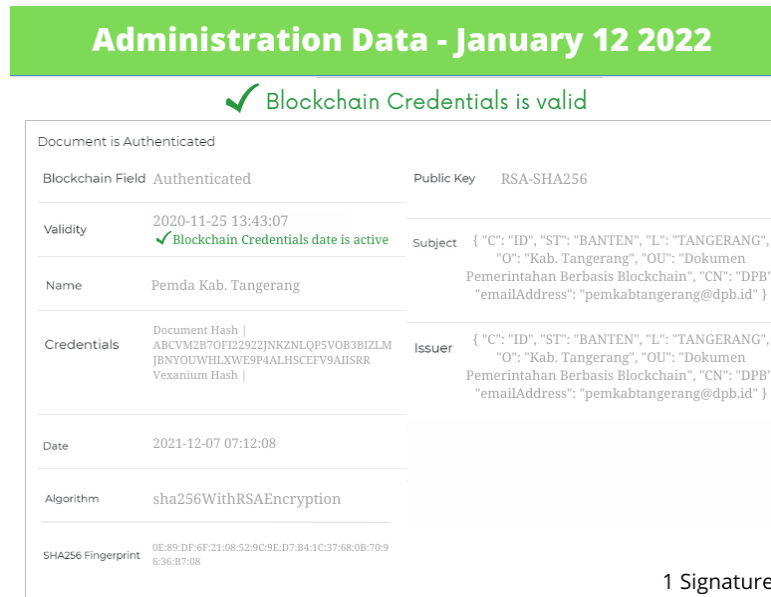 Administration Data - January 12 2022
Blockchain Credentials is valid
Document is Authenticated
Blockchain Field Authenticated
Validity
2020-11-25 13:43:07
Blockchain Credentials date is active
Name Pemda Kab. Tangerang
Credentials
Document Hash |
ABCVM2B7OFI22922JNKZNLQP5VOB3BIZLM
JBNYOUWHLXWE9P4ALHSCEFV9AIISRR
Vexanium Hash |
Date 2021-12-07 07:12:08
Algorithm sha256WithRSAEncryption
SHA256 Fingerprint
0E:89:DF:6F:21:08:52:9C:9E:D7:B4:1C:37:68:0B:70:9
6:36:B7:08
Public Key RSA-SHA256
Subject
{ "C": "ID", "ST": "BANTEN", "L": "TANGERANG",
"O": "Kab. Tangerang", "OU": "Dokumen
Pemerintahan Berbasis Blockchain", "CN": "DPB"
"emailAddress": "pemkabtangerang@dpb.id" }
Issuer
{ "C": "ID", "ST": "BANTEN", "L": "TANGERANG",
"O": "Kab. Tangerang", "OU": "Dokumen
Pemerintahan Berbasis Blockchain", "CN": "DPB"
"emailAddress": "pemkabtangerang@dpb.id" }
1 Signature